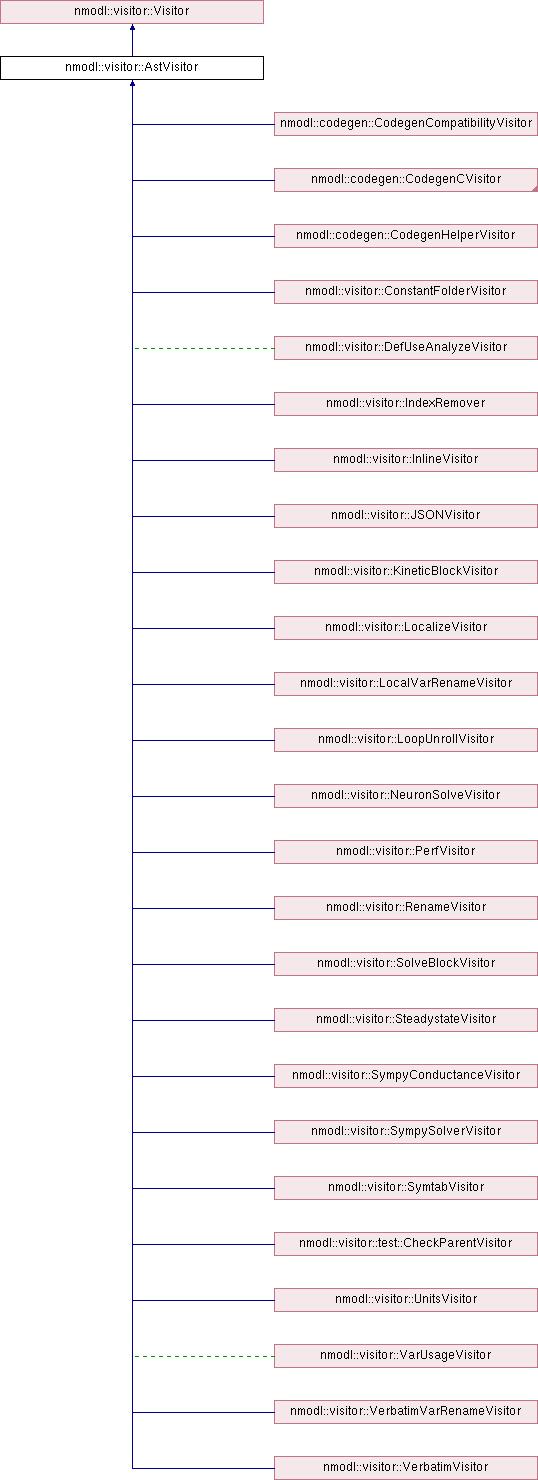 nmodl::visitor::Visitor
nmodl::visitor::AstVisitor
nmodl::codegen::CodegenCompatibilityVisitor
nmodl::codegen::CodegenCVisitor
nmodl::codegen::CodegenHelperVisitor
nmodl::visitor::ConstantFolderVisitor
nmodl::visitor::DefUseAnalyzeVisitor
nmodl::visitor::IndexRemover
nmodl::visitor::InlineVisitor
nmodl::visitor::JSONVisitor
nmodl::visitor::KineticBlockVisitor
nmodl::visitor::LocalizeVisitor
nmodl::visitor::LocalVarRenameVisitor
nmodl::visitor::LoopUnrollVisitor
nmodl::visitor::NeuronSolveVisitor
nmodl::visitor::PerfVisitor
nmodl::visitor::RenameVisitor
nmodl::visitor::SolveBlockVisitor
nmodl::visitor::SteadystateVisitor
nmodl::visitor::SympyConductanceVisitor
nmodl::visitor::SympySolverVisitor
nmodl::visitor::SymtabVisitor
nmodl::visitor::test::CheckParentVisitor
nmodl::visitor::UnitsVisitor
nmodl::visitor::VarUsageVisitor
nmodl::visitor::VerbatimVarRenameVisitor
nmodl::visitor::VerbatimVisitor